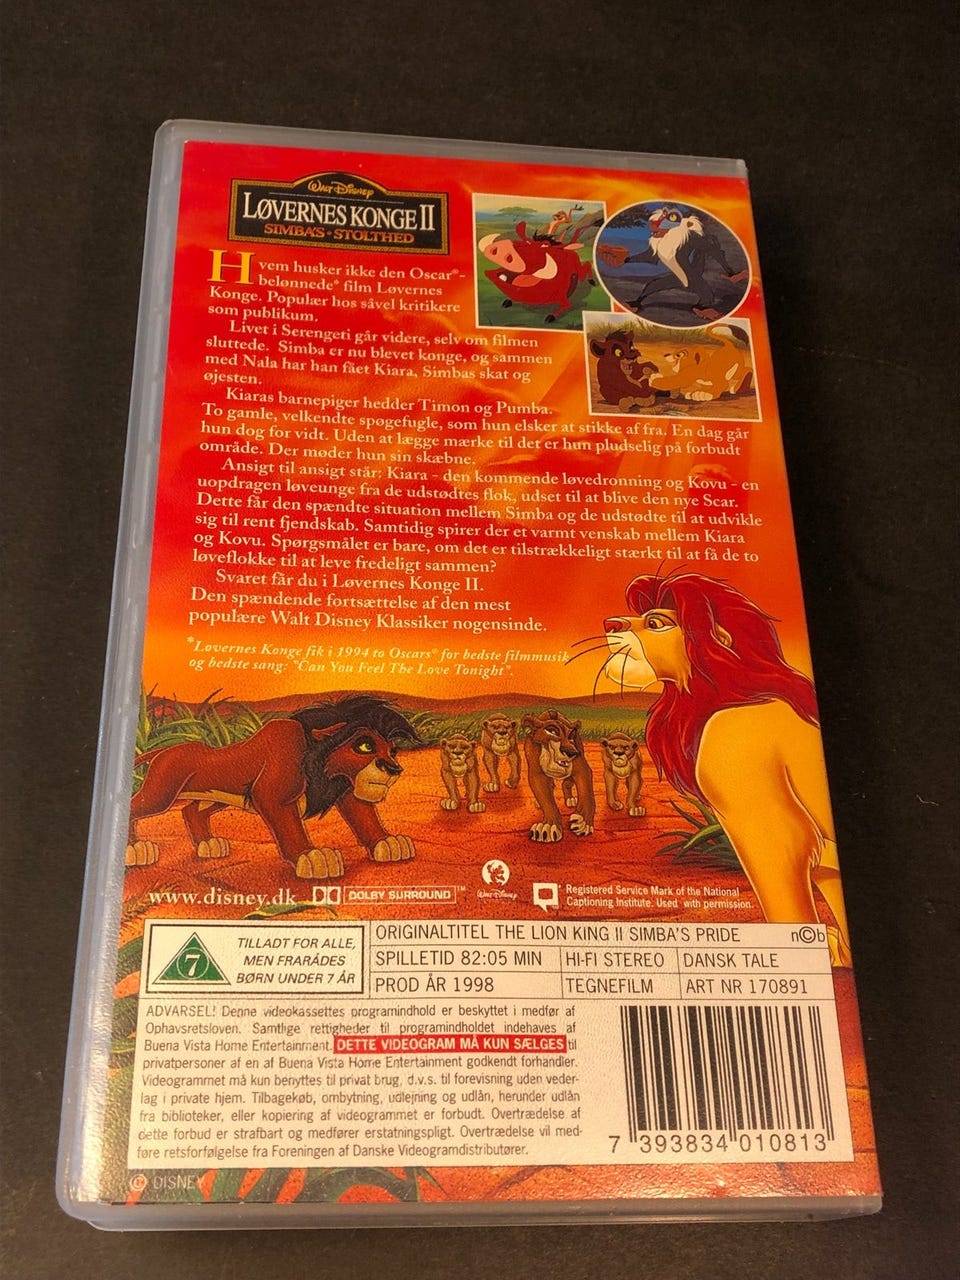 Walt Disney
LØVERNES KONGE II
SIMBA'S • STOLTHED
Hvem husker ikke den Oscar®-
belønnede* film Løvernes
Konge. Populær hos såvel kritikere
som publikum.
Livet i Serengeti går videre, selv om filmen
sluttede. Simba er nu blevet konge, og sammen
med Nala har han fået Kiara, Simbas skat og
øjesten.
Kiaras barnepiger hedder Timon og Pumba.
To gamle, velkendte spøgefugle, som hun elsker at stikke af fra. En dag går
hun dog for vidt. Uden at lægge mærke til det er hun pludselig på forbudt
område. Der møder hun sin skæbne.
Ansigt til ansigt står: Kiara - den kommende løvedronning og Kovu - en
uopdragen løveunge fra de udstødtes flok, udset til at blive den nye Scar.
Dette får den spændte situation mellem Simba og de udstødte til at udvikle
sig til rent fjendskab. Samtidig spirer der et varmt venskab mellem Kiara
og Kovu. Spørgsmålet er bare, om det er tilstrækkeligt stærkt til at få de to
løveflokke til at leve fredeligt sammen?
Svaret får du i Løvernes Konge II.
Den spændende fortsættelse af den mest
populære Walt Disney Klassiker nogensinde.
*Løvernes Konge fik i 1994 to Oscars® for bedste filmmusik
og bedste sang: "Can You Feel The Love Tonight".
www.disney.dk DOLBY SURROUND™ Walt Disney Registered Service Mark of the National
Captioning Institute. Used with permission.
7
TILLADT FOR ALLE,
MEN FRARÅDES
BØRN UNDER 7 ÅR
ORIGINALTITEL THE LION KING II SIMBA'S PRIDE n©b
SPILLETID 82:05 MIN HI-FI STEREO DANSK TALE
PROD ÅR 1998 TEGNEFILM ART NR 170891
ADVARSEL! Denne videokassettes programindhold er beskyttet i medfør af
Ophavsretsloven. Samtlige rettigheder til programindholdet indehaves af
Buena Vista Home Entertainment. DETTE VIDEOGRAM MÅ KUN SÆLGES til
privatpersoner af en af Buena Vista Home Entertainment godkendt forhandler.
Videogrammet må kun benyttes til privat brug, d.v.s. til forevisning uden veder-
lag i private hjem. Tilbagekøb, ombytning, udlejning og udlån, herunder udlån
fra biblioteker, eller kopiering af videogrammet er forbudt. Overtrædelse af
dette forbud er strafbart og medfører erstatningspligt. Overtrædelse vil med-
føre retsforfølgelse fra Foreningen af Danske Videogramdistributører.
7 393834 010813
© DISNEY